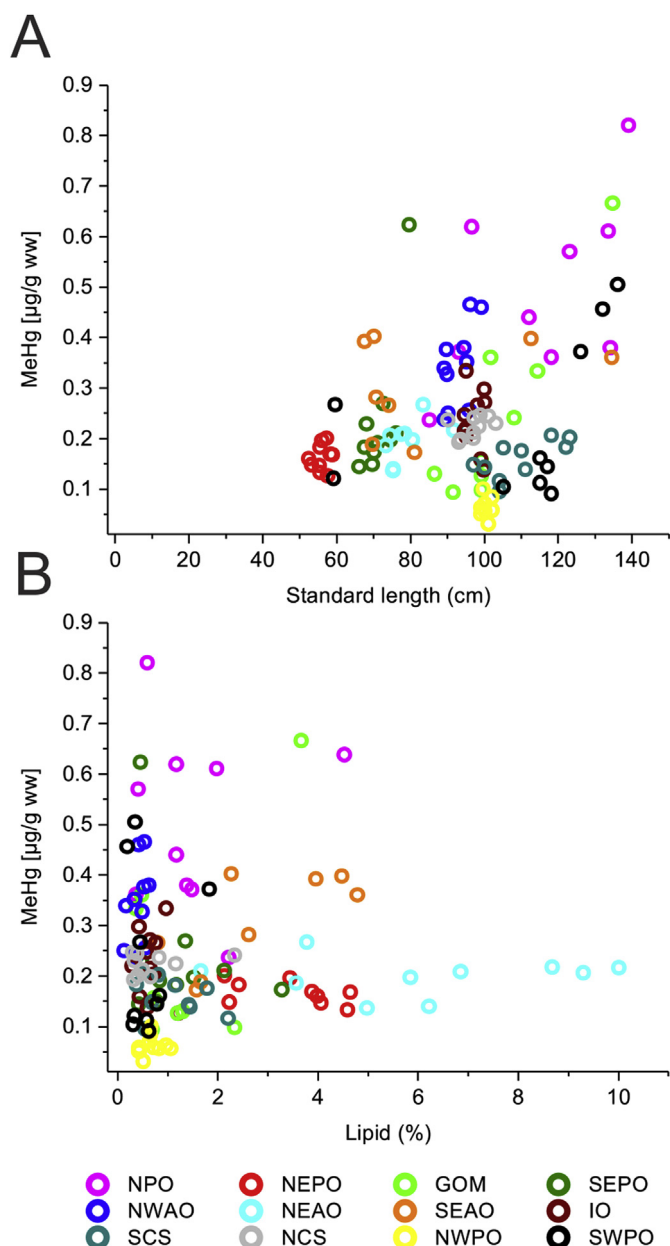 A
0.9
0.8
0.7
0.6
0.5
0.4
0.3
0.2
0.1
MeHg [µg/g ww]
0 20 40 60 80 100 120 140
Standard length (cm)
B
0.9
0.8
0.7
0.6
0.5
0.4
0.3
0.2
0.1
MeHg [µg/g ww]
0 2 4 6 8 10
Lipid (%)
NPO NEPO GOM SEPO
NWAO NEAO SEAO IO
SCS NCS NWPO SWPO